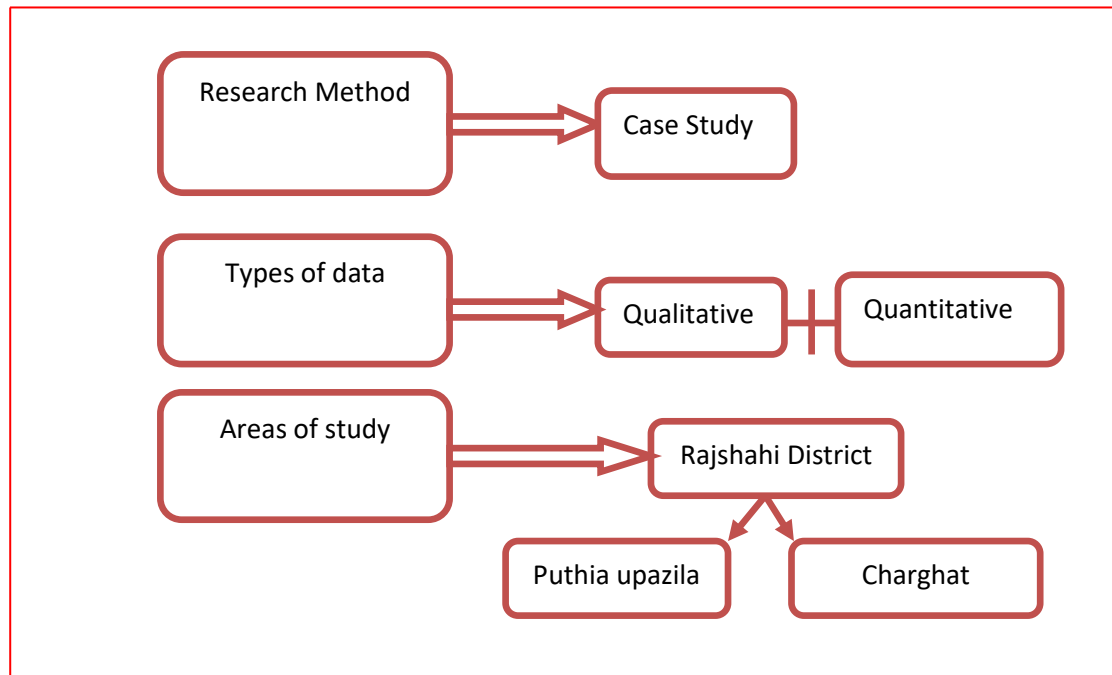 Research Method
Case Study
Types of data
Qualitative
Quantitative
Areas of study
Rajshahi District
Puthia upazila
Charghat